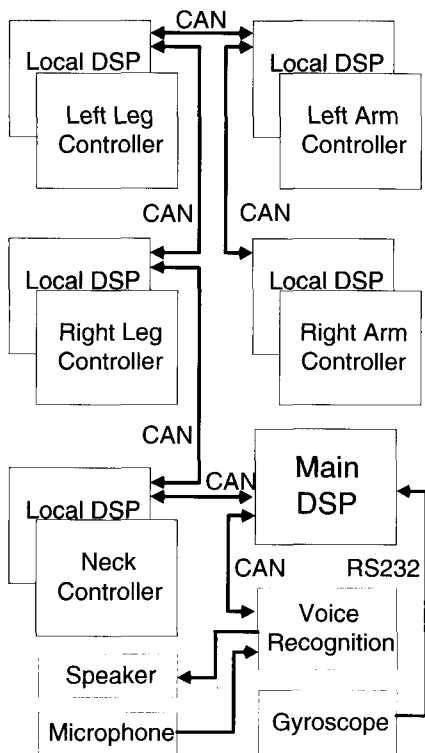 CAN
Local DSP
Left Leg
Controller
Local DSP
Left Arm
Controller
CAN
CAN
Local DSP
Right Leg
Controller
Local DSP
Right Arm
Controller
CAN
Local DSP
Neck
Controller
CAN
Main
DSP
CAN
RS232
Voice
Recognition
Speaker
Microphone
Gyroscope